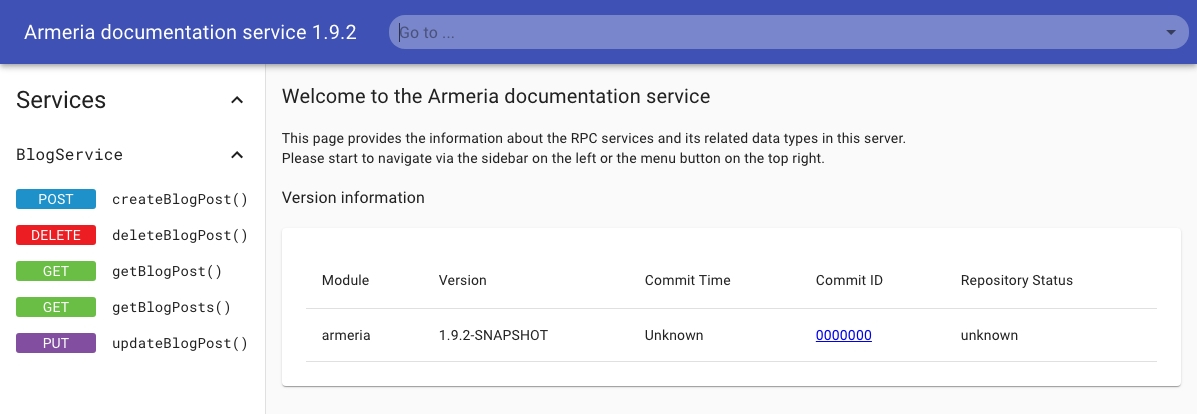 Armeria documentation service 1.9.2
Go to ...
Services
BlogService
POST createBlogPost()
DELETE deleteBlogPost()
GET getBlogPost()
GET getBlogPosts()
PUT updateBlogPost()
Welcome to the Armeria documentation service
This page provides the information about the RPC services and its related data types in this server.
Please start to navigate via the sidebar on the left or the menu button on the top right.
Version information
Module Version Commit Time Commit ID Repository Status
armeria 1.9.2-SNAPSHOT Unknown 0000000 unknown